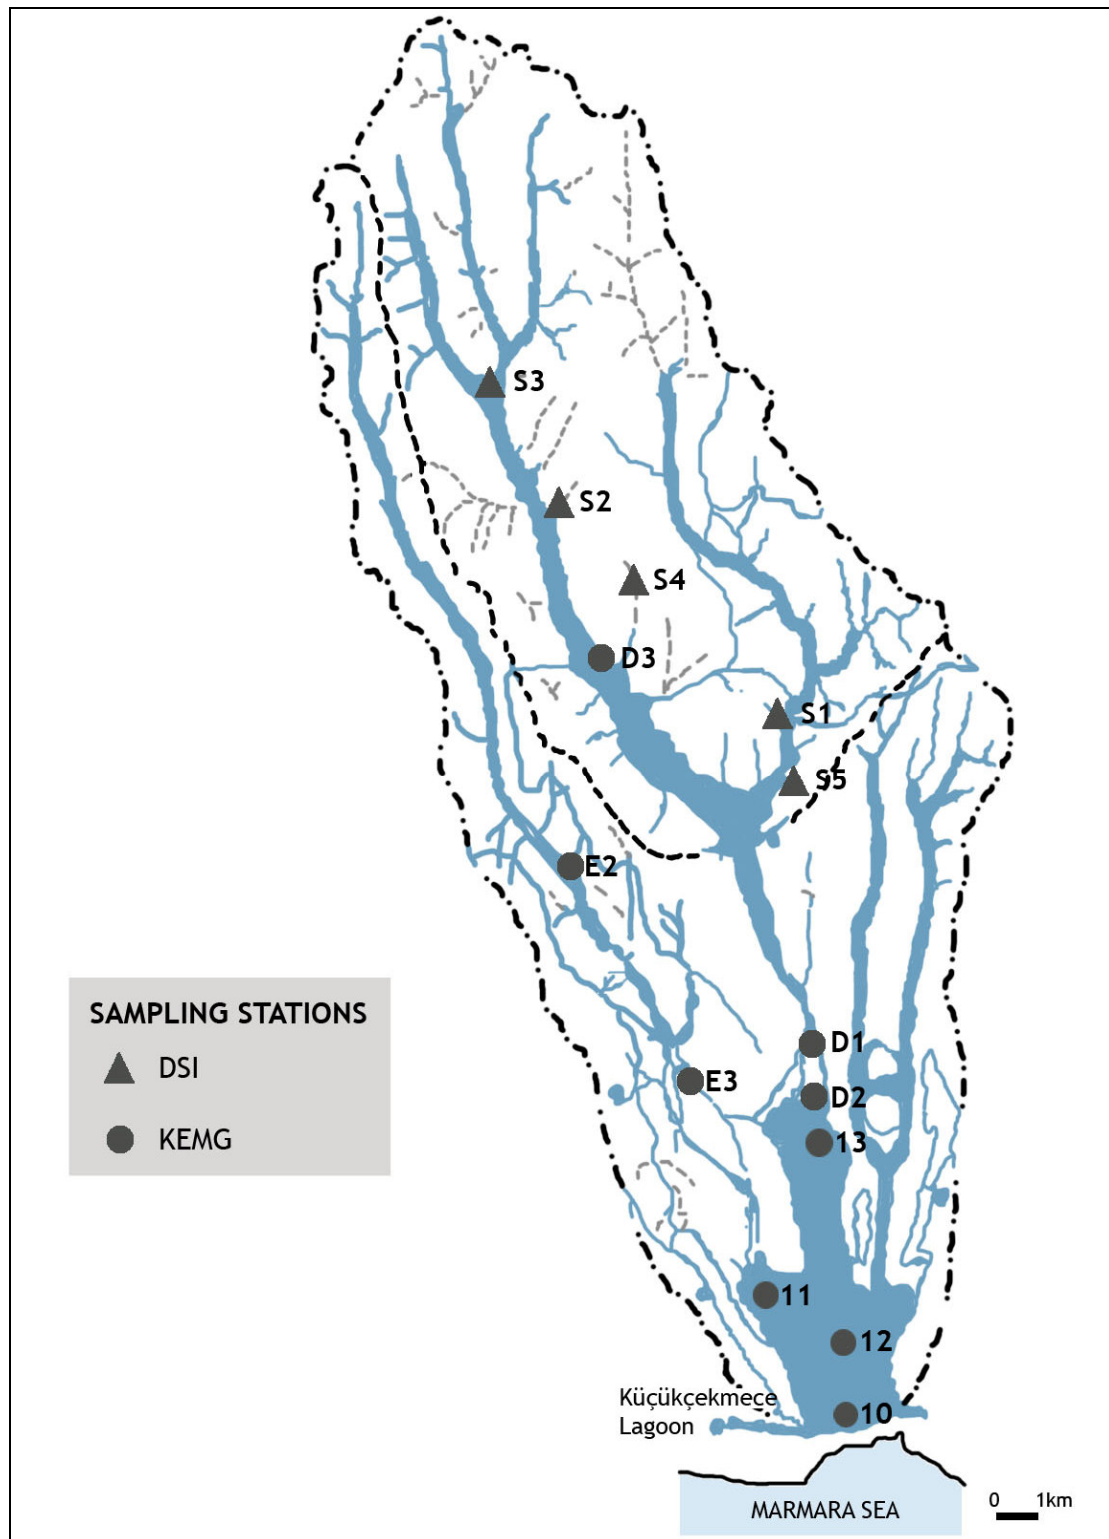 S3
S2
S4
D3
S1
S5
E2
SAMPLING STATIONS
DSI
KEMG
D1
E3
D2
13
11
12
Küçükçekmece
Lagoon
10
MARMARA SEA
0 1km